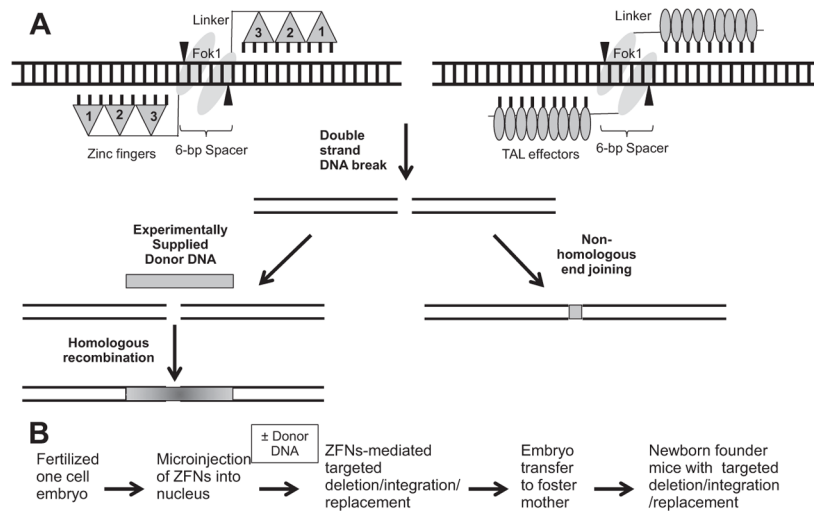 A
Linker
3 2 1
Fok1
1 2 3
Zinc fingers
6-bp Spacer
Linker
Fok1
TAL effectors
6-bp Spacer
Double
strand
DNA break
Experimentally
Supplied
Donor DNA
Non-
homologous
end joining
Homologous
recombination
B
Fertilized
one cell
embryo
Microinjection
of ZFNs into
nucleus
± Donor
DNA
ZFNs-mediated
targeted
deletion/integration/
replacement
Embryo
transfer
to foster
mother
Newborn founder
mice with targeted
deletion/integration
/replacement